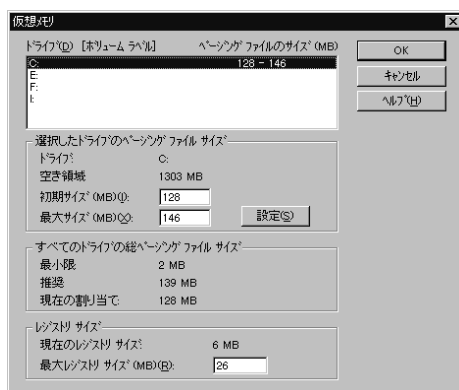 仮想メモリ
ドライブ(D) [ボリューム ラベル] ページング ファイルのサイズ (MB)
C: 128 - 146
E:
F:
I:
OK
キャンセル
ヘルプ(H)
選択したドライブのページング ファイル サイズ
ドライブ: C:
空き領域 1303 MB
初期サイズ (MB)(I): 128
最大サイズ (MB)(X): 146
設定(S)
すべてのドライブの総ページング ファイル サイズ
最小限 2 MB
推奨 139 MB
現在の割り当て: 128 MB
レジストリ サイズ
現在のレジストリ サイズ: 6 MB
最大レジストリ サイズ (MB)(R): 26